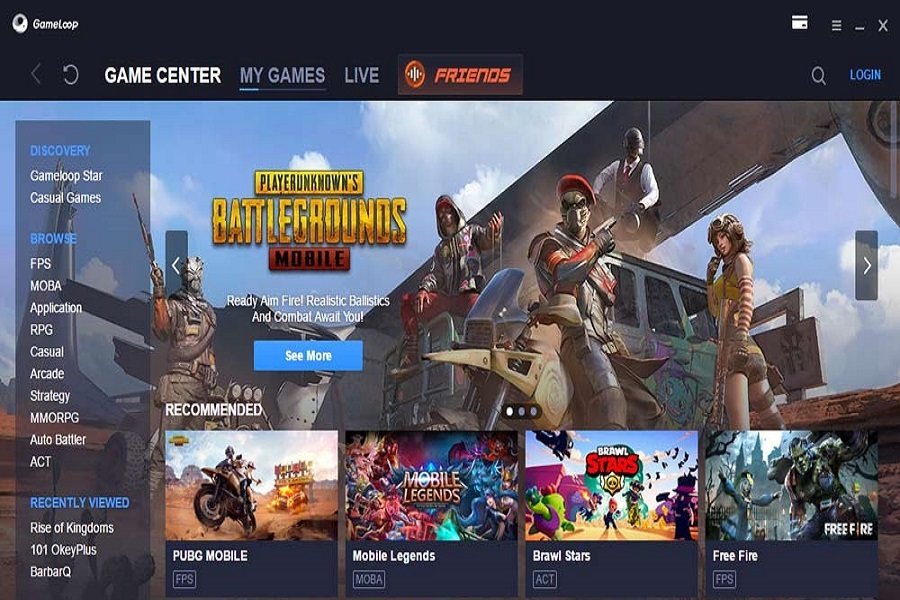 GameLoop
GAME CENTER
MY GAMES
LIVE
FRIENDS
LOGIN
DISCOVERY
Gameloop Star
Casual Games
BROWSE
FPS
MOBA
Application
RPG
Casual
Arcade
Strategy
MMORPG
Auto Battler
ACT
RECENTLY VIEWED
Rise of Kingdoms
101 OkeyPlus
BarbarQ
PLAYERUNKNOWN'S
BATTLEGROUNDS
MOBILE
Ready Aim Fire! Realistic Ballistics
And Combat Await You!
See More
RECOMMENDED
PUBG MOBILE
FPS
MOBILE
LEGENDS
Mobile Legends
MOBA
BRAWL
STARS
Brawl Stars
ACT
FREE FIRE
Free Fire
FPS